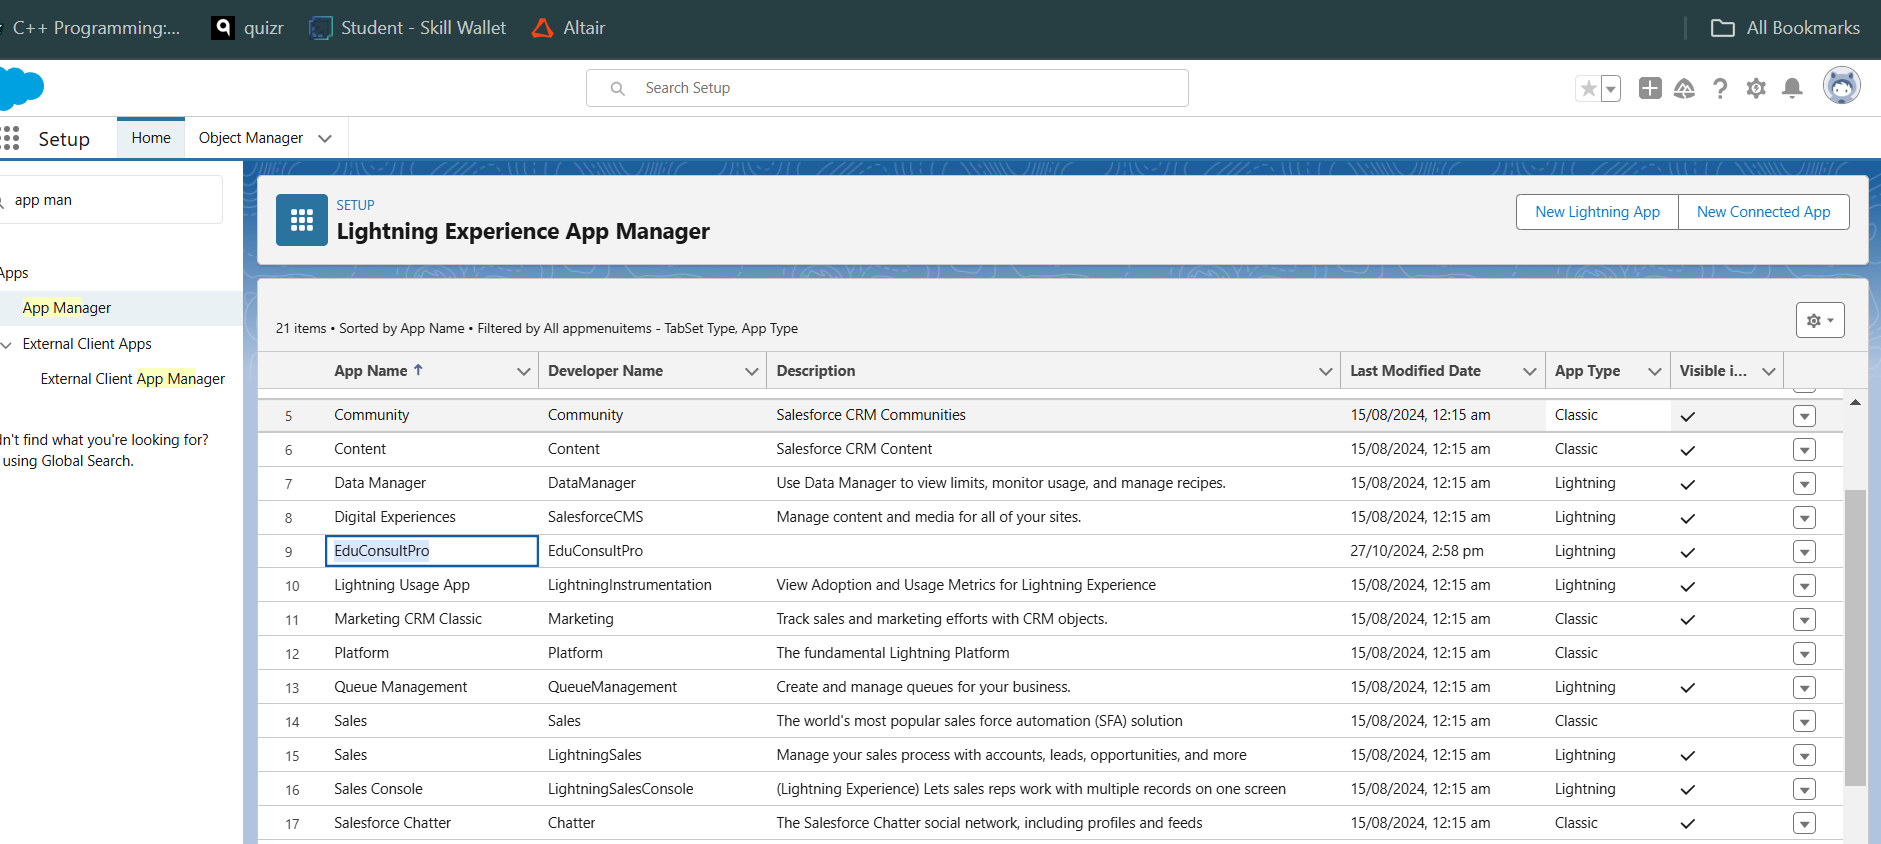 C++ Programming:...
quizr
Student - Skill Wallet
Altair
All Bookmarks
Search Setup
Setup
Home
Object Manager
app man
SETUP
Lightning Experience App Manager
New Lightning App
New Connected App
Apps
App Manager
External Client Apps
External Client App Manager
dn't find what you're looking for?
using Global Search.
21 items • Sorted by App Name • Filtered by All appmenuitems - TabSet Type, App Type
App Name ↑ Developer Name Description Last Modified Date App Type Visible i...
5 Community Community Salesforce CRM Communities 15/08/2024, 12:15 am Classic
6 Content Content Salesforce CRM Content 15/08/2024, 12:15 am Classic
7 Data Manager DataManager Use Data Manager to view limits, monitor usage, and manage recipes. 15/08/2024, 12:15 am Lightning
8 Digital Experiences SalesforceCMS Manage content and media for all of your sites. 15/08/2024, 12:15 am Lightning
9 EduConsultPro EduConsultPro 27/10/2024, 2:58 pm Lightning
10 Lightning Usage App LightningInstrumentation View Adoption and Usage Metrics for Lightning Experience 15/08/2024, 12:15 am Lightning
11 Marketing CRM Classic Marketing Track sales and marketing efforts with CRM objects. 15/08/2024, 12:15 am Classic
12 Platform Platform The fundamental Lightning Platform 15/08/2024, 12:15 am Classic
13 Queue Management QueueManagement Create and manage queues for your business. 15/08/2024, 12:15 am Lightning
14 Sales Sales The world's most popular sales force automation (SFA) solution 15/08/2024, 12:15 am Classic
15 Sales LightningSales Manage your sales process with accounts, leads, opportunities, and more 15/08/2024, 12:15 am Lightning
16 Sales Console LightningSalesConsole (Lightning Experience) Lets sales reps work with multiple records on one screen 15/08/2024, 12:15 am Lightning
17 Salesforce Chatter Chatter The Salesforce Chatter social network, including profiles and feeds 15/08/2024, 12:15 am Classic